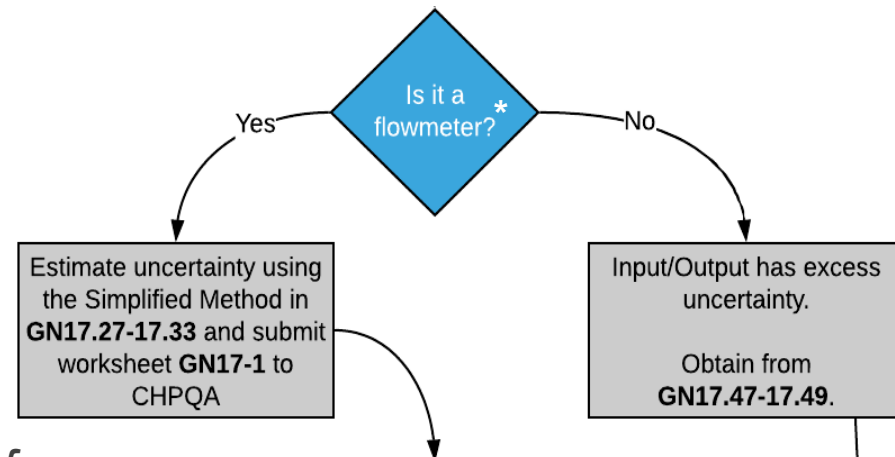 Is it a
flowmeter?*
Yes
No
Estimate uncertainty using
the Simplified Method in
GN17.27-17.33 and submit
worksheet GN17-1 to
CHPQA
Input/Output has excess
uncertainty.
Obtain from
GN17.47-17.49.